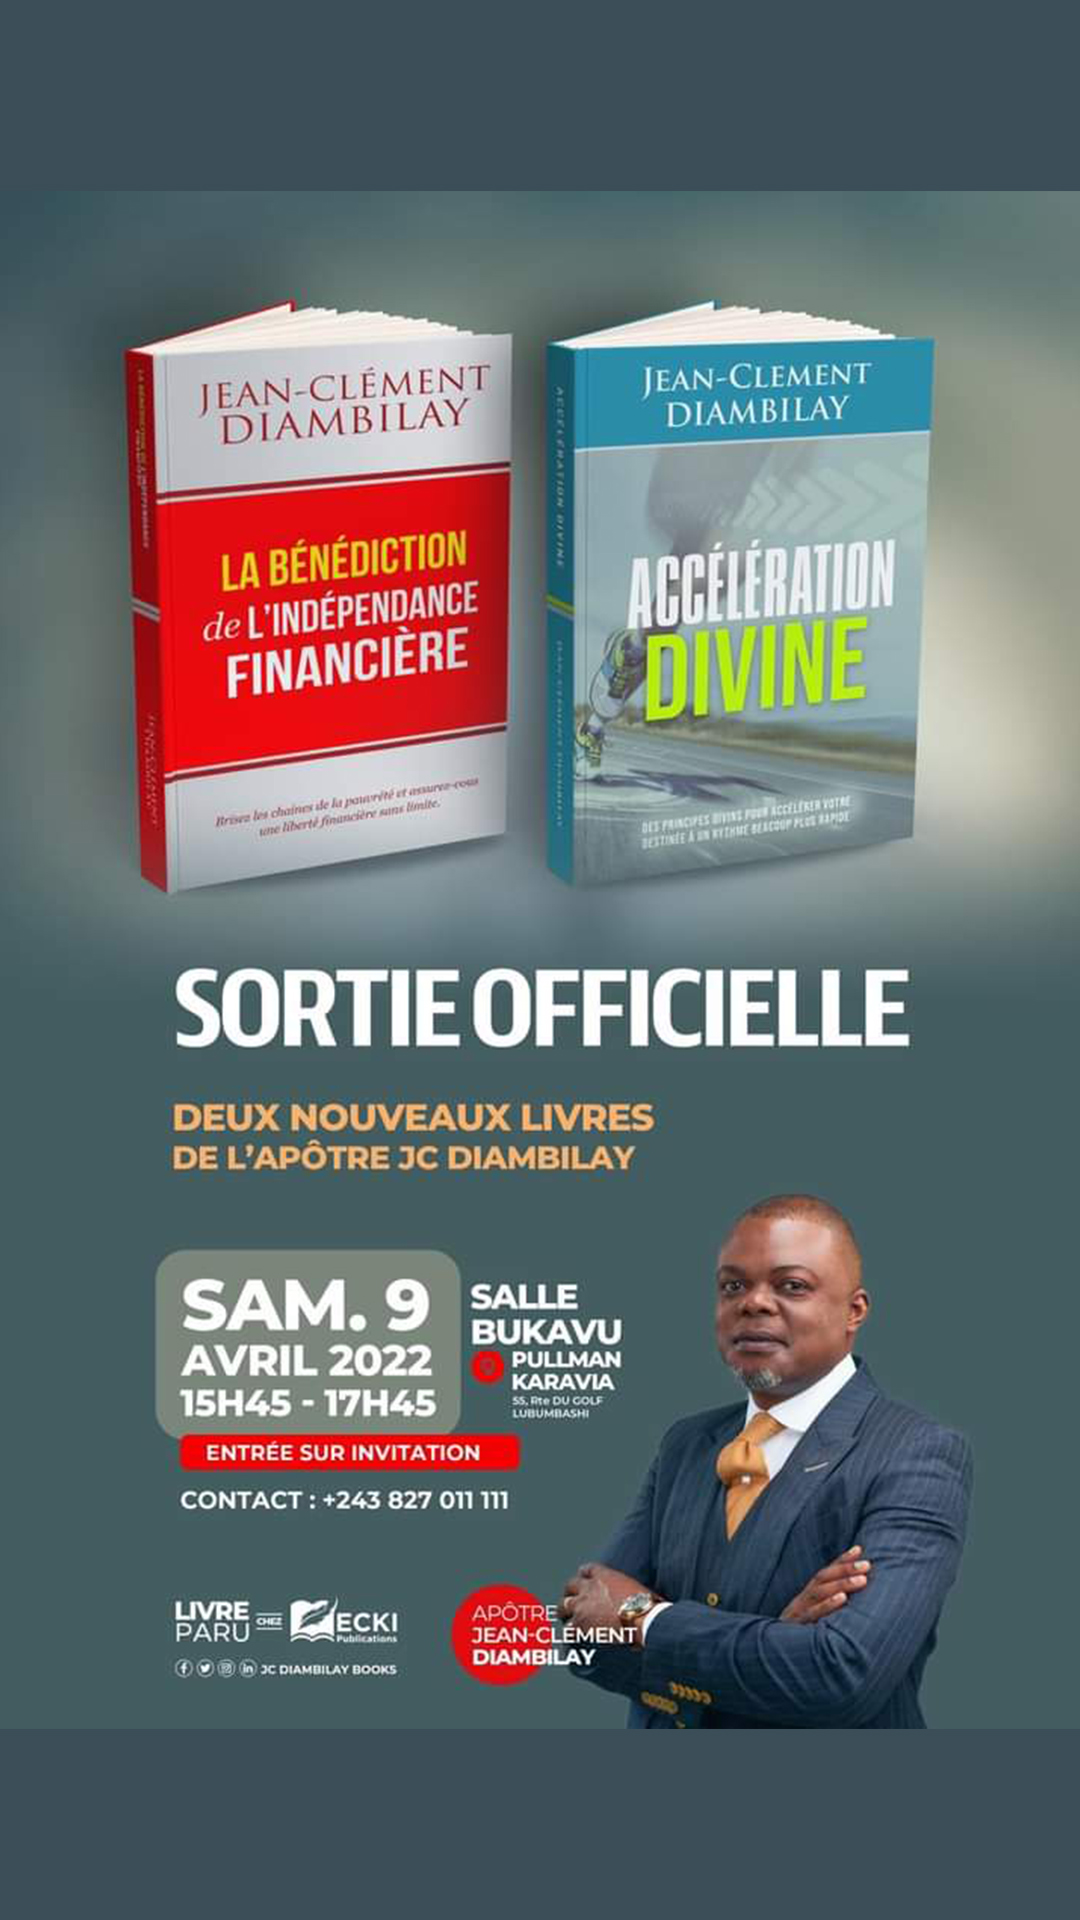 JEAN-CLÉMENT
DIAMBILAY
LA BÉNÉDICTION
de L'INDÉPENDANCE
FINANCIÈRE
Brisez les chaines de la pauvreté et assurez-vous
une liberté financière sans limite.
ACCÉLÉRATION DIVINE
JEAN-CLEMENT
DIAMBILAY
ACCÉLÉRATION
DIVINE
DES PRINCIPES DIVINS POUR ACCÉLÉRER VOTRE
DESTINÉE À UN RYTHME BEACOUP PLUS RAPIDE
SORTIE OFFICIELLE
DEUX NOUVEAUX LIVRES
DE L'APÔTRE JC DIAMBILAY
SAM. 9
AVRIL 2022
15H45 - 17H45
ENTRÉE SUR INVITATION
CONTACT : +243 827 011 111
SALLE
BUKAVU
PULLMAN
KARAVIA
55, Rte DU GOLF
LUBUMBASHI
LIVRE
PARU
CHEZ
ECKI
Publications
JC DIAMBILAY BOOKS
APÔTRE
JEAN-CLÉMENT
DIAMBILAY